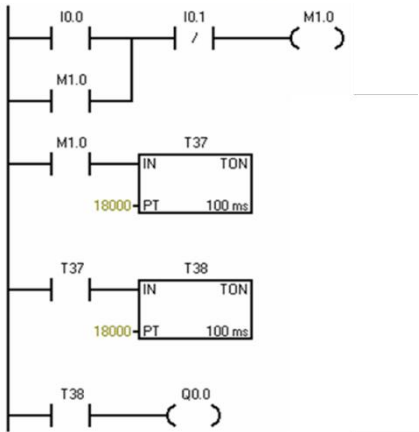 I0.0 I0.1 M1.0
/
M1.0
M1.0 T37
IN TON
18000 PT 100 ms
T37 T38
IN TON
18000 PT 100 ms
T38 Q0.0